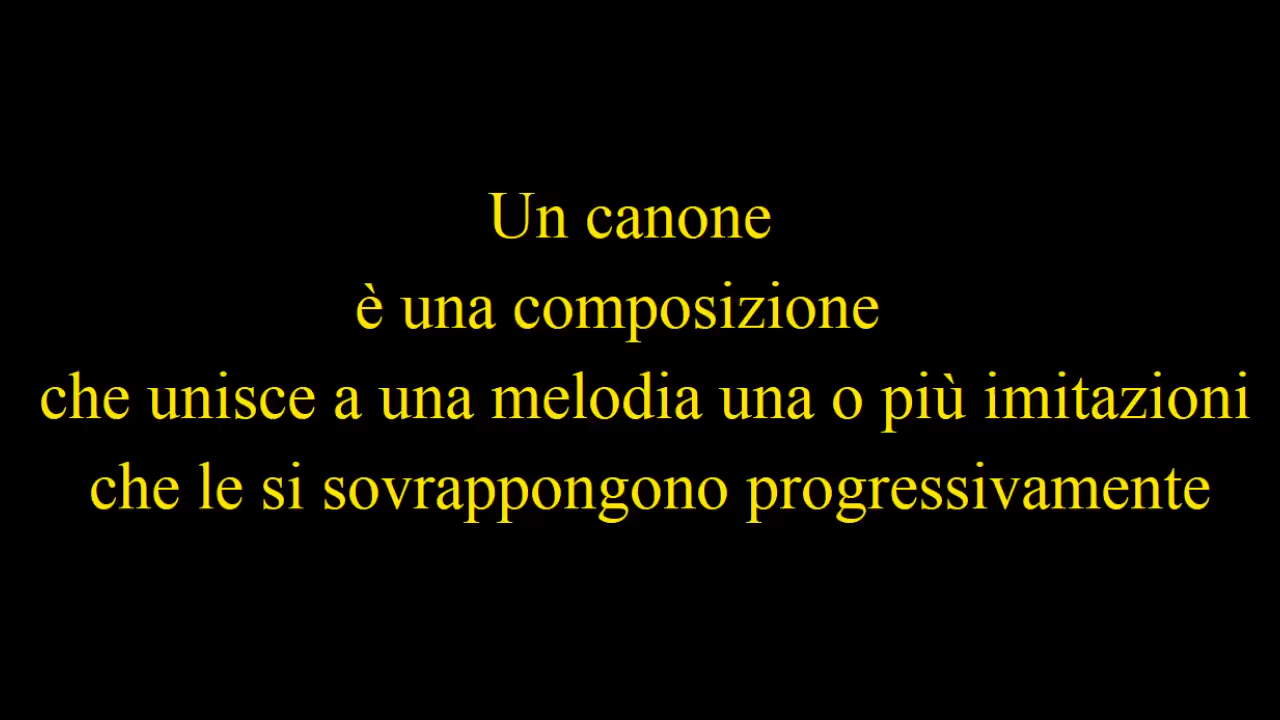 Un canone
è una composizione
che unisce a una melodia una o più imitazioni
che le si sovrappongono progressivamente